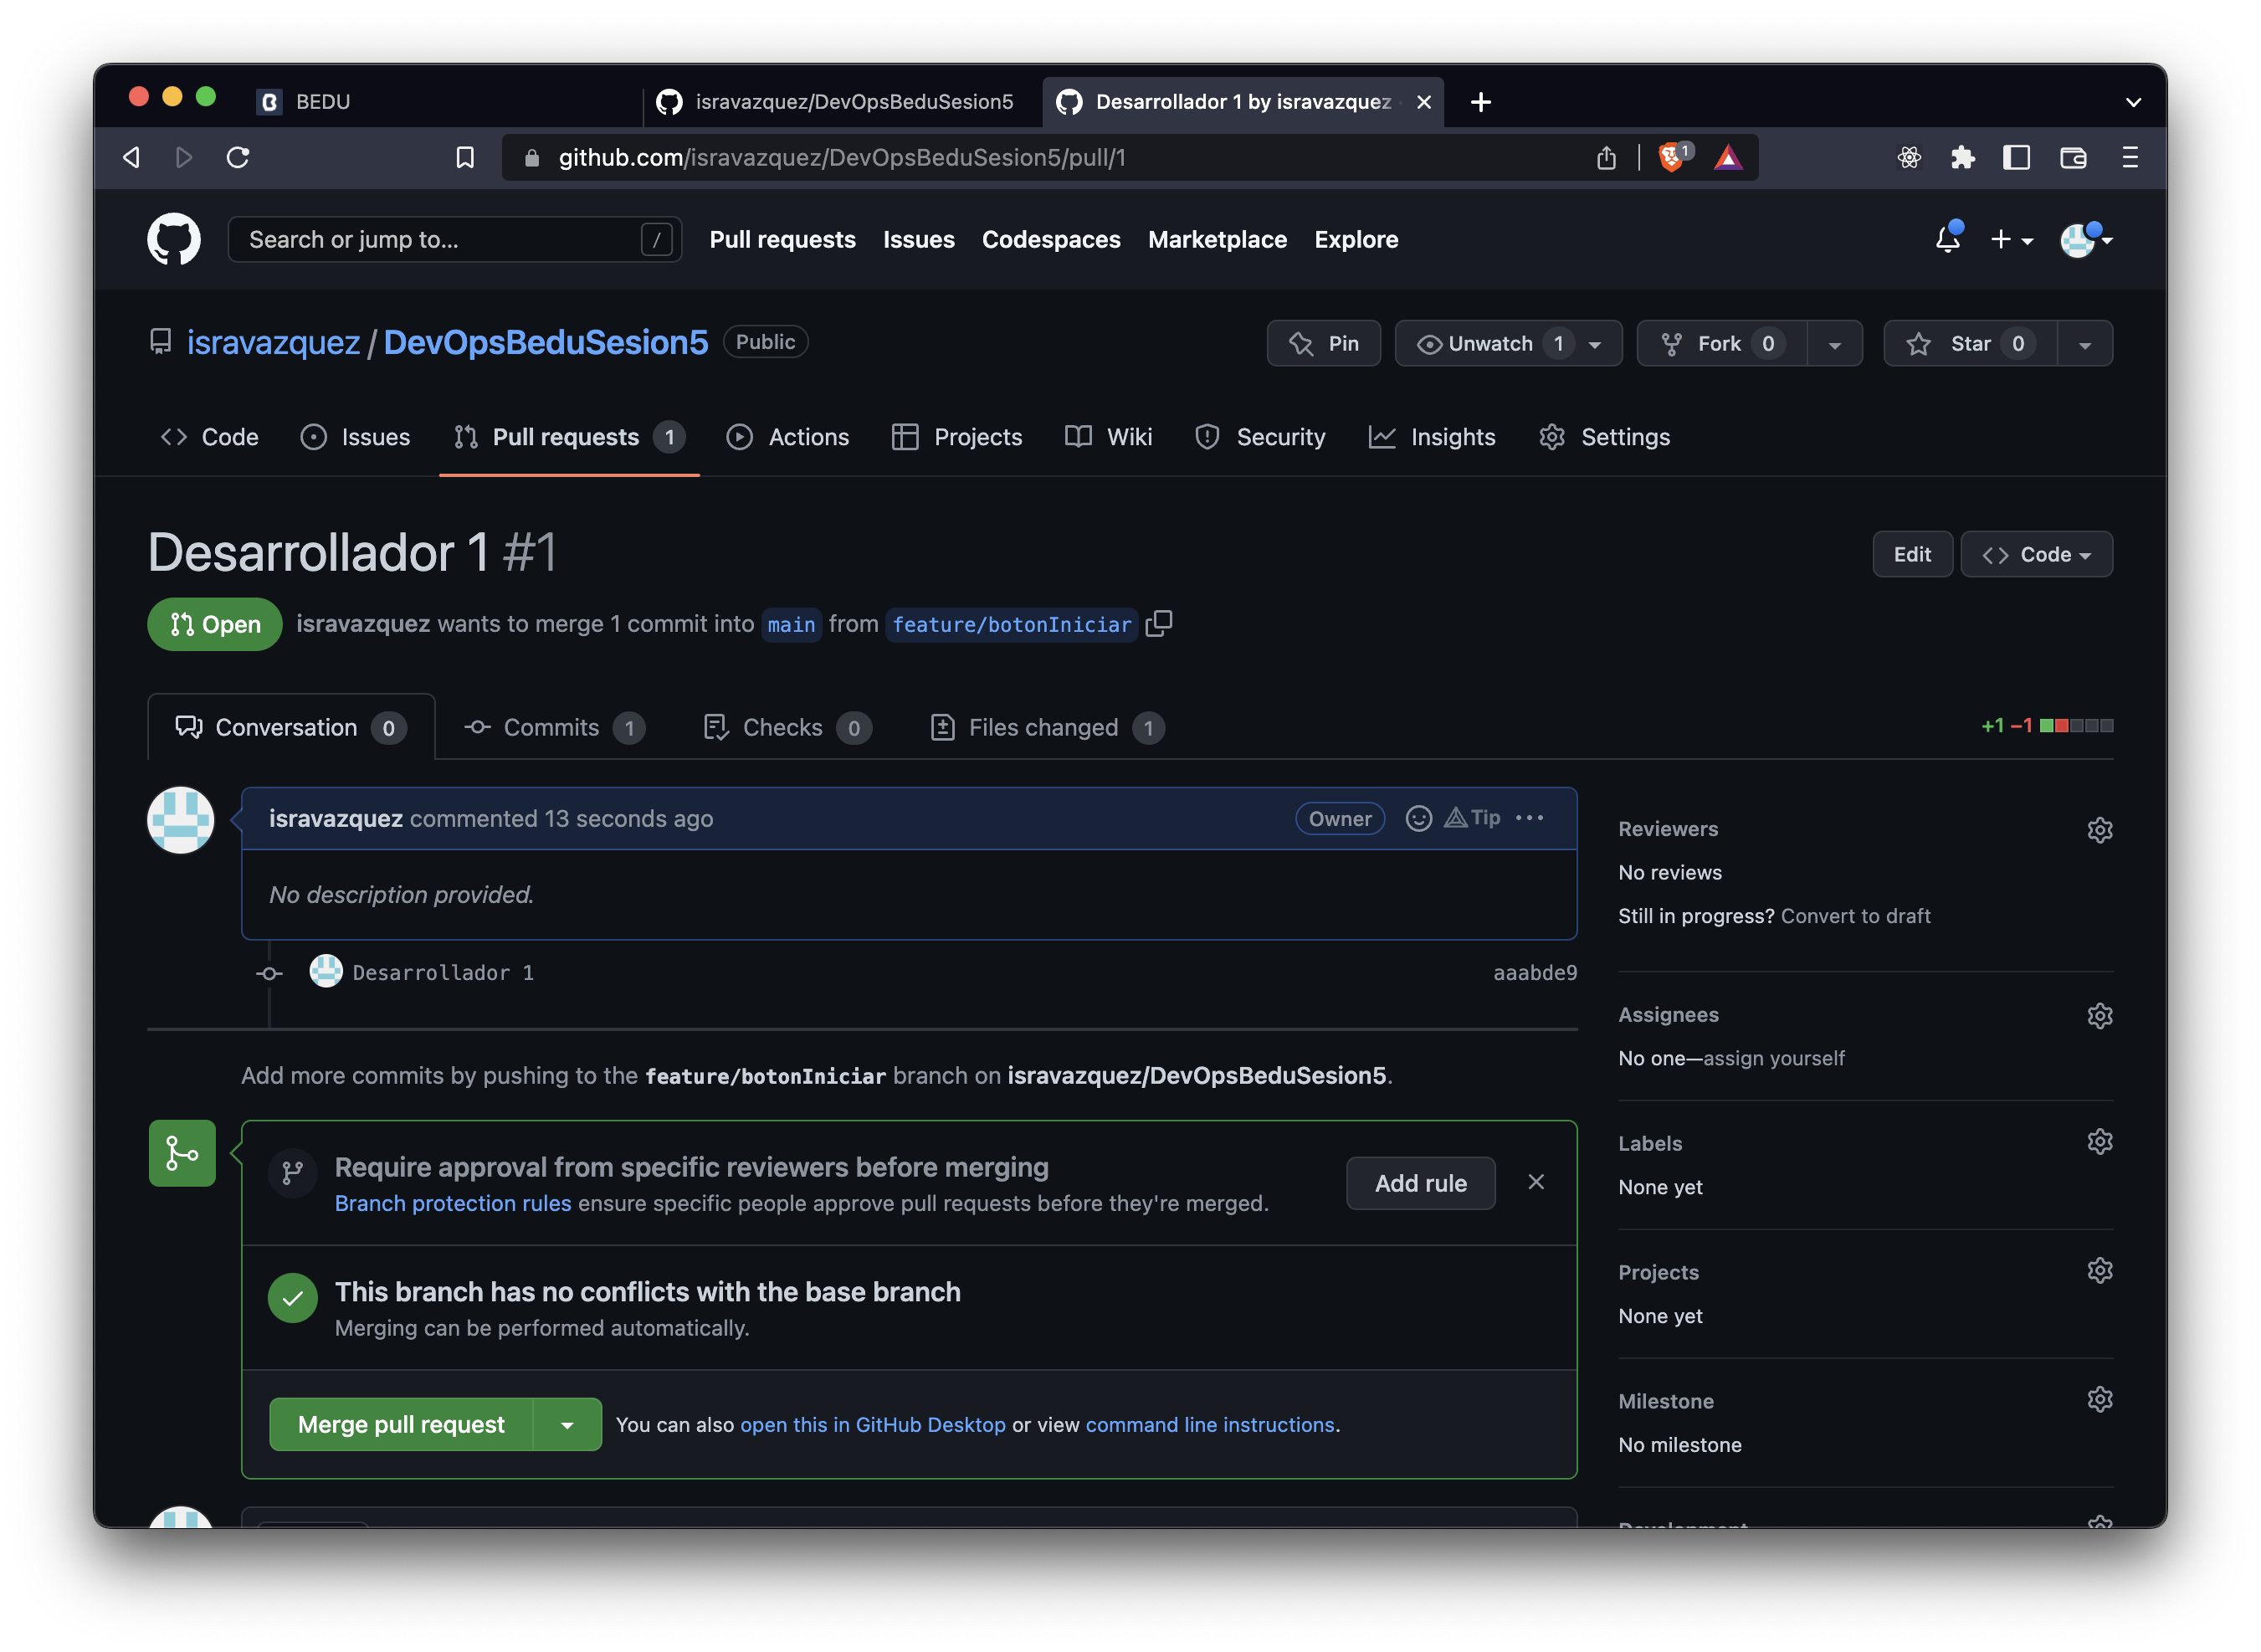 BEDU
isravazquez/DevOpsBeduSesion5
Desarrollador 1 by isravazquez
github.com/isravazquez/DevOpsBeduSesion5/pull/1
1
Search or jump to...
/
Pull requests
Issues
Codespaces
Marketplace
Explore
isravazquez / DevOpsBeduSesion5
Public
Pin
Unwatch 1
Fork 0
Star 0
Code
Issues
Pull requests 1
Actions
Projects
Wiki
Security
Insights
Settings
Desarrollador 1 #1
Edit
Code
Open
isravazquez wants to merge 1 commit into main from feature/botonIniciar
Conversation 0
Commits 1
Checks 0
Files changed 1
+1 −1
isravazquez commented 13 seconds ago
Owner
Tip
No description provided.
Desarrollador 1
aaabde9
Add more commits by pushing to the feature/botonIniciar branch on isravazquez/DevOpsBeduSesion5.
Require approval from specific reviewers before merging
Branch protection rules ensure specific people approve pull requests before they're merged.
Add rule
This branch has no conflicts with the base branch
Merging can be performed automatically.
Merge pull request
You can also open this in GitHub Desktop or view command line instructions.
Reviewers
No reviews
Still in progress? Convert to draft
Assignees
No one—assign yourself
Labels
None yet
Projects
None yet
Milestone
No milestone